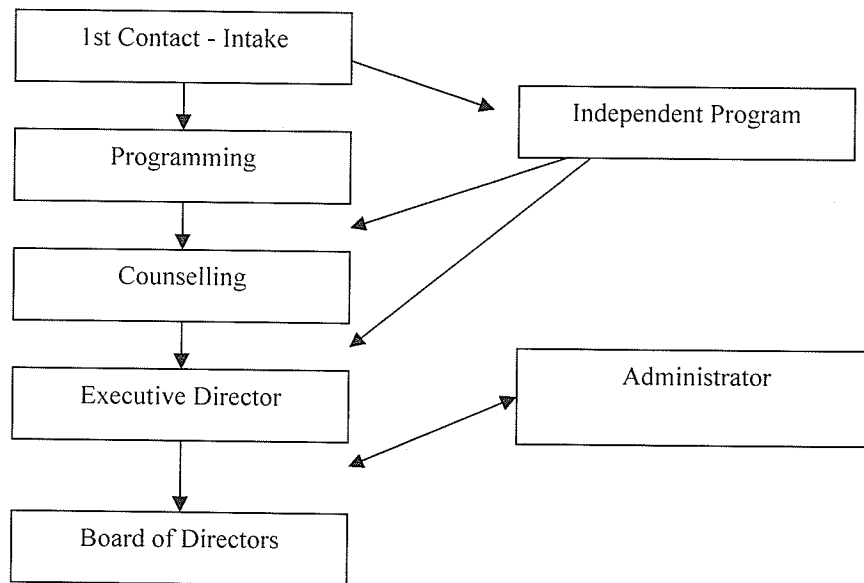 1st Contact - Intake
Independent Program
Programming
Counselling
Executive Director
Administrator
Board of Directors